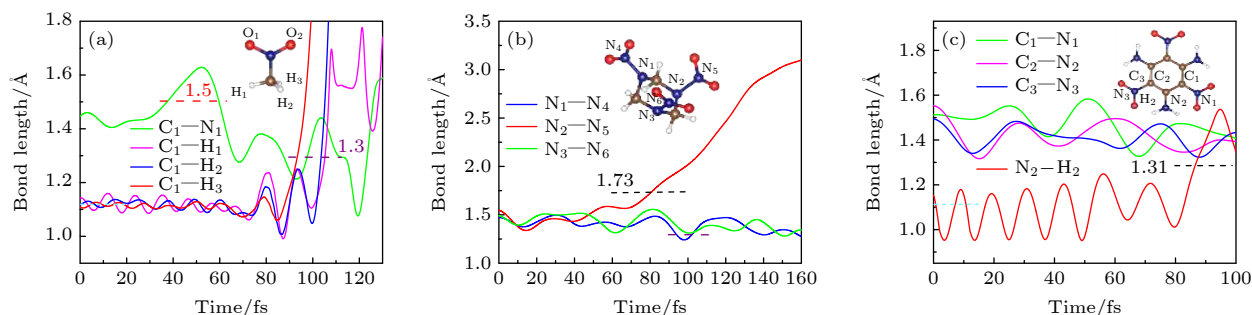 (a)
O₁
O₂
H₃
H₁
H₂
1.5
1.3
C₁—N₁
C₁—H₁
C₁—H₂
C₁—H₃
1.8
1.6
1.4
1.2
1.0
Bond length/Å
0 20 40 60 80 100 120
Time/fs
(b)
N₄
N₁
N₂
N₅
N₆
N₃
N₁—N₄
N₂—N₅
N₃—N₆
1.73
3.5
3.0
2.5
2.0
1.5
1.0
Bond length/Å
0 20 40 60 80 100 120 140 160
Time/fs
(c)
C₁—N₁
C₂—N₂
C₃—N₃
N₂—H₂
C₃
C₂
C₁
N₃
H₂
N₂
N₁
1.31
1.8
1.6
1.4
1.2
1.0
Bond length/Å
0 20 40 60 80 100
Time/fs